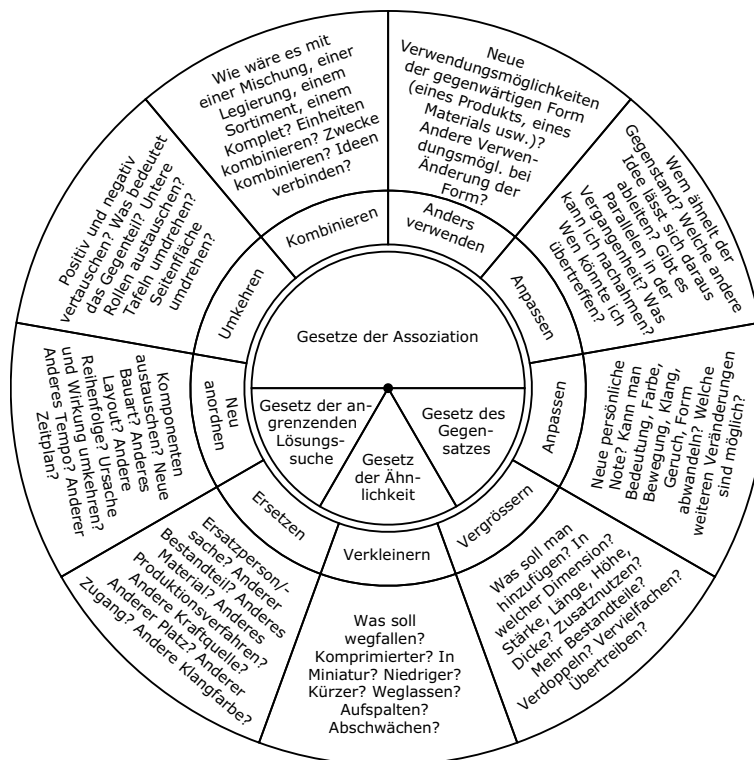 Wie wäre es mit
einer Mischung, einer
Legierung, einem
Sortiment, einem
Komplet? Einheiten
kombinieren? Zwecke
kombinieren? Ideen
verbinden?
Kombinieren
Neue
Verwendungsmöglichkeiten
der gegenwärtigen Form
(eines Produkts, eines
Materials usw.)?
Andere Verwen-
dungsmögl. bei
Änderung der
Form?
Anders
verwenden
Wem ähnelt der
Gegenstand? Welche andere
Idee lässt sich daraus
ableiten? Gibt es
Parallelen in der
Vergangenheit? Was
kann ich nachahmen?
Wen könnte ich
übertreffen?
Anpassen
Neue persönliche
Note? Kann man
Bedeutung, Farbe,
Bewegung, Klang,
Geruch, Form
abwandeln? Welche
weiteren Veränderungen
sind möglich?
Anpassen
Was soll man
hinzufügen? In
welcher Dimension?
Stärke, Länge, Höhe,
Dicke? Zusatznutzen?
Mehr Bestandteile?
Verdoppeln? Vervielfachen?
Übertreiben?
Vergrössern
Verkleinern
Was soll
wegfallen?
Komprimierter? In
Miniatur? Niedriger?
Kürzer? Weglassen?
Aufspalten?
Abschwächen?
Ersetzen
Ersatzperson/-
sache? Anderer
Bestandteil? Anderes
Material? Anderes
Produktionsverfahren?
Andere Kraftquelle?
Anderer Platz? Anderer
Zugang? Andere Klangfarbe?
Neu
anordnen
Komponenten
austauschen? Neue
Bauart? Anderes
Layout? Andere
Reihenfolge? Ursache
und Wirkung umkehren?
Anderes Tempo? Anderer
Zeitplan?
Umkehren
Positiv und negativ
vertauschen? Was bedeutet
das Gegenteil? Untere
Rollen austauschen?
Tafeln umdrehen?
Seitenfläche
umdrehen?
Gesetze der Assoziation
Gesetz der an-
grenzenden
Lösungs-
suche
Gesetz
der Ähn-
lichkeit
Gesetz des
Gegen-
satzes